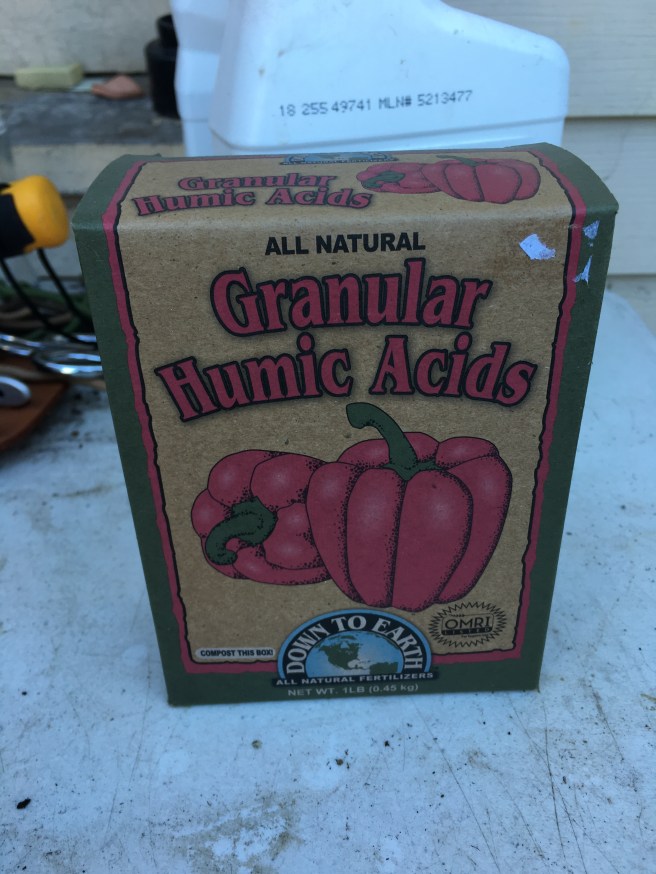 18 255 49741 MLN# 5213477
Granular
Humic Acids
ALL NATURAL
Granular
Humic Acids
OMRI
LISTED
COMPOST THIS BOX!
DOWN TO EARTH
ALL NATURAL FERTILIZERS
NET WT. 1LB (0.45 kg)